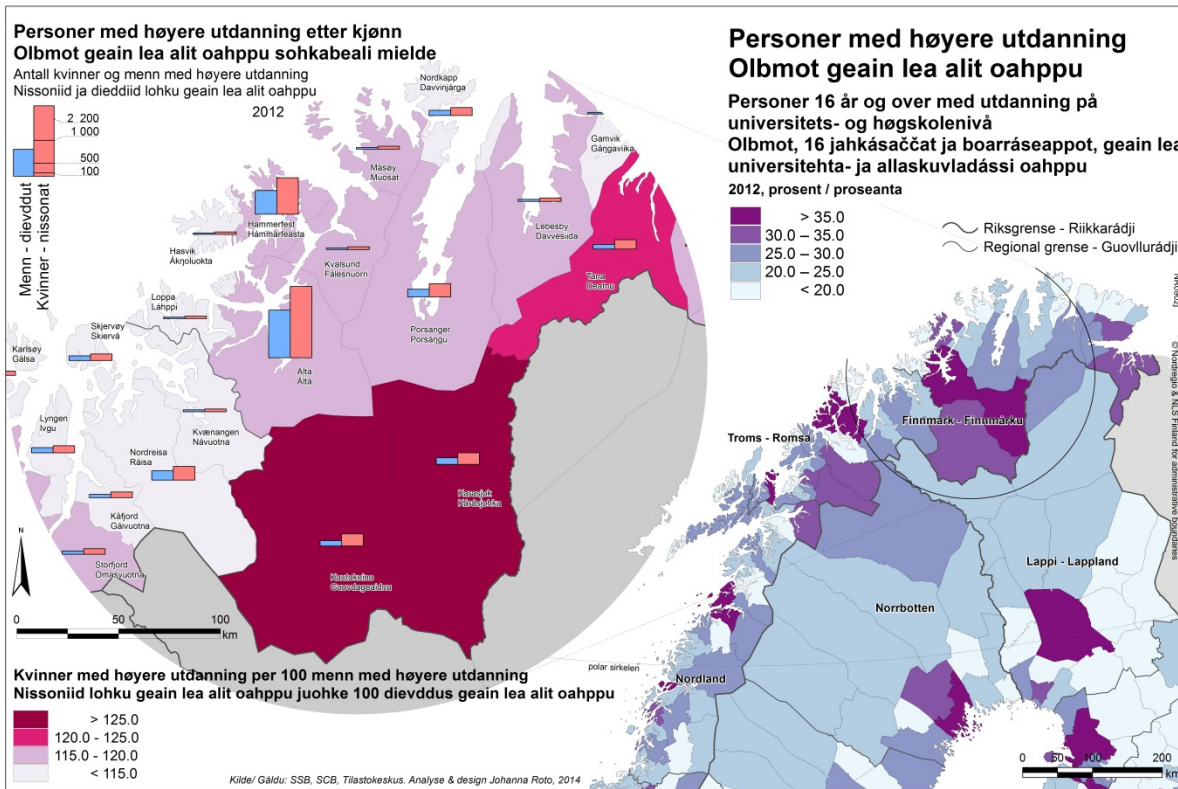 Personer med høyere utdanning etter kjønn
Olbmot geain lea alit oahppu sohkabeali mielde
Antall kvinner og menn med høyere utdanning
Nissoniid ja dieddiid lohku geain lea alit oahppu
2012
2 200
1 000
500
100
Menn - dievddut
Kvinner - nissonat
Nordkapp
Davvinjárga
Gamvik
Gáŋgaviika
Måsøy
Muosát
Hammerfest
Hámmárfeasta
Lebesby
Davvesiida
Hasvik
Áknjoluokta
Kvalsund
Fálesnuorri
Tana
Deatnu
Loppa
Láhppi
Porsanger
Porsáŋgu
Skjervøy
Skiervá
Karlsøy
Gálsa
Alta
Áltá
Lyngen
Ivgu
Kvænangen
Návuotna
Nordreisa
Ráisa
Karasjok
Kárášjohka
Kåfjord
Gáivuotna
Storfjord
Omasvuotna
Kautokeino
Guovdageaidnu
N
0 50 100
km
Kvinner med høyere utdanning per 100 menn med høyere utdanning
Nissoniid lohku geain lea alit oahppu juohke 100 dievddus geain lea alit oahppu
> 125.0
120.0 - 125.0
115.0 - 120.0
< 115.0
Kilde/ Gáldu: SSB, SCB, Tilastokeskus. Analyse & design Johanna Roto, 2014
Personer med høyere utdanning
Olbmot geain lea alit oahppu
Personer 16 år og over med utdanning på
universitets- og høgskolenivå
Olbmot, 16 jahkásaččat ja boarráseappot, geain lea
universitehta- ja allaskuvladássi oahppu
2012, prosent / proseanta
> 35.0
30.0 – 35.0
25.0 – 30.0
20.0 – 25.0
< 20.0
Riksgrense - Riikkarádji
Regional grense - Guovllurádji
© Nordregio & NLS Finland for administrative boundaries
Finnmark - Finnmárku
Troms - Romsa
Lappi - Lappland
Norrbotten
polar sirkelen
Nordland
0 50 100 200
km